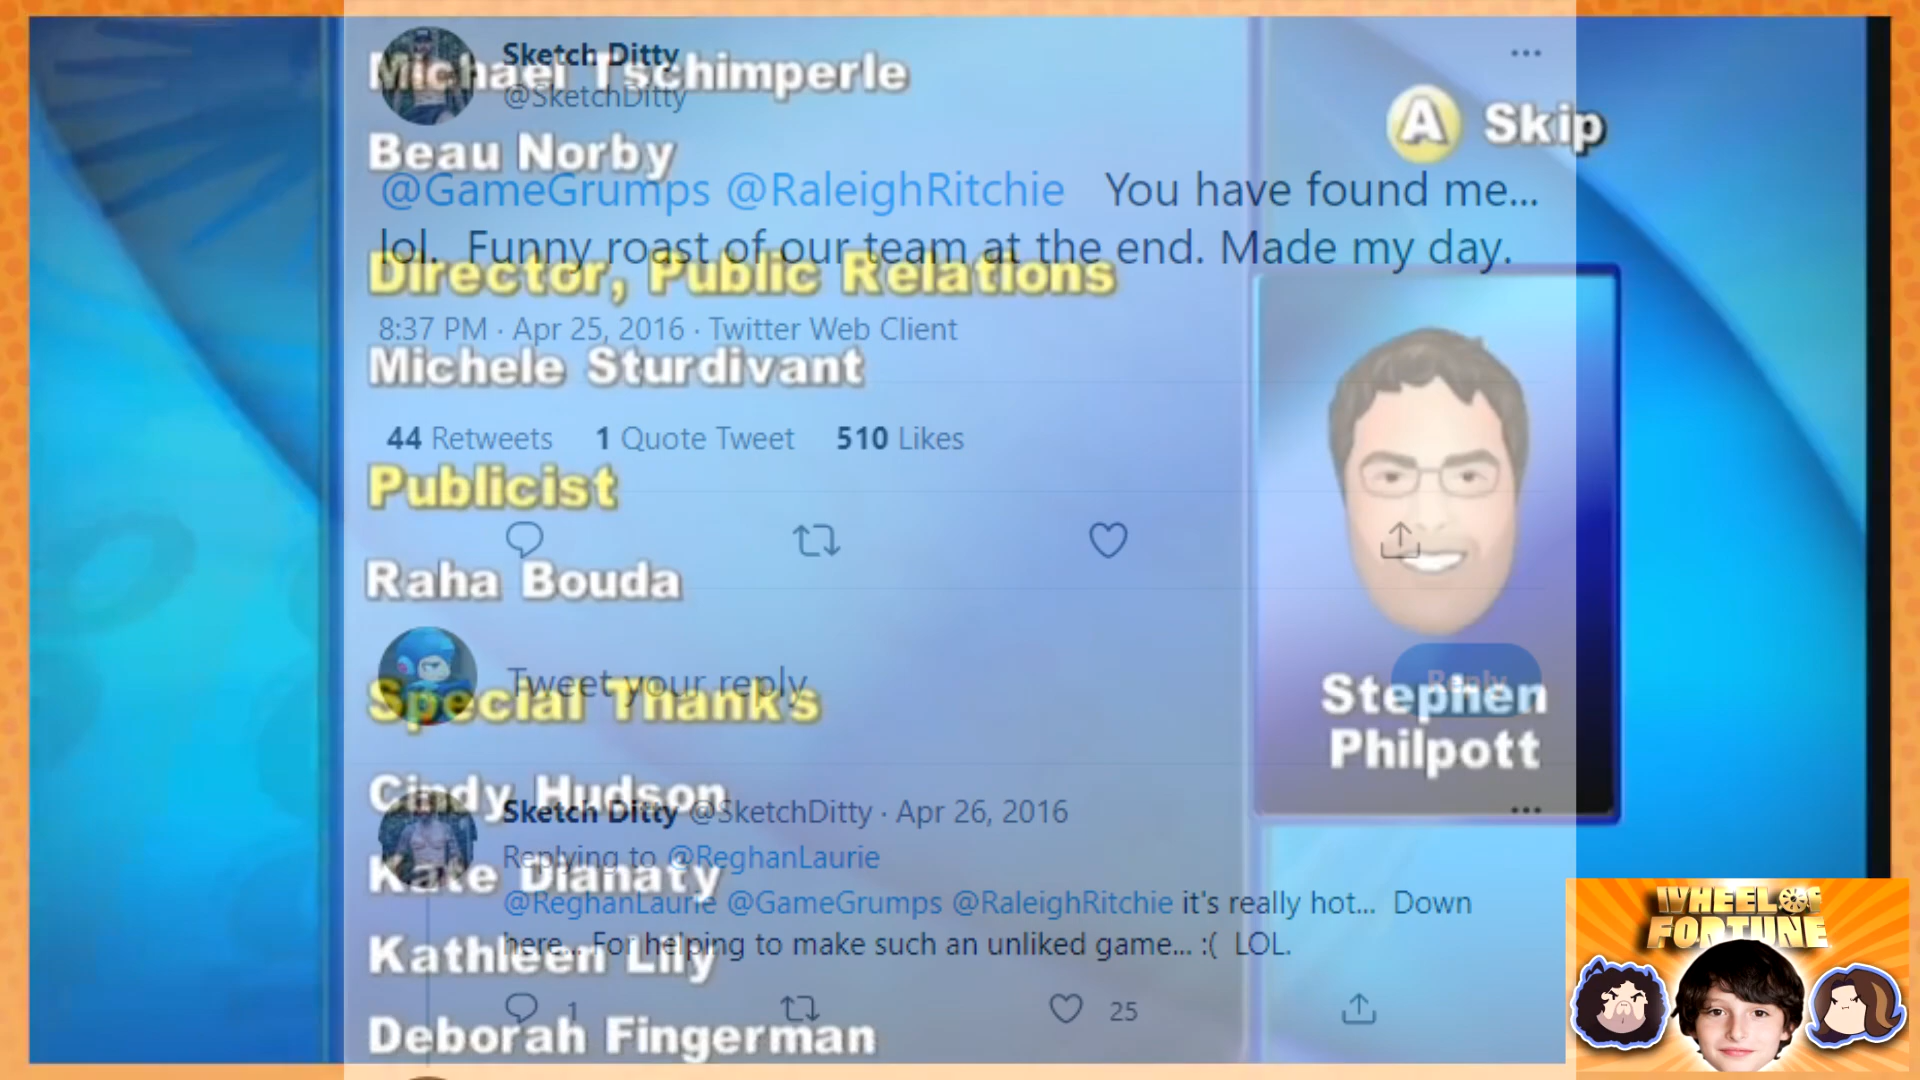 Sketch Ditty
@SketchDitty
Michael Tschimperle
Beau Norby
A Skip
@GameGrumps @RaleighRitchie You have found me...
lol. Funny roast of our team at the end. Made my day.
Director, Public Relations
8:37 PM · Apr 25, 2016 · Twitter Web Client
Michele Sturdivant
44 Retweets 1 Quote Tweet 510 Likes
Publicist
Raha Bouda
Tweet your reply
Reply
Special Thanks
Stephen
Philpott
Cindy Hudson
Sketch Ditty @SketchDitty · Apr 26, 2016
Replying to @ReghanLaurie
Kate Dianaty
@ReghanLaurie @GameGrumps @RaleighRitchie it's really hot... Down
here... For helping to make such an unliked game... :( LOL.
Kathleen Lily
1 25
Deborah Fingerman
WHEEL OF
FORTUNE